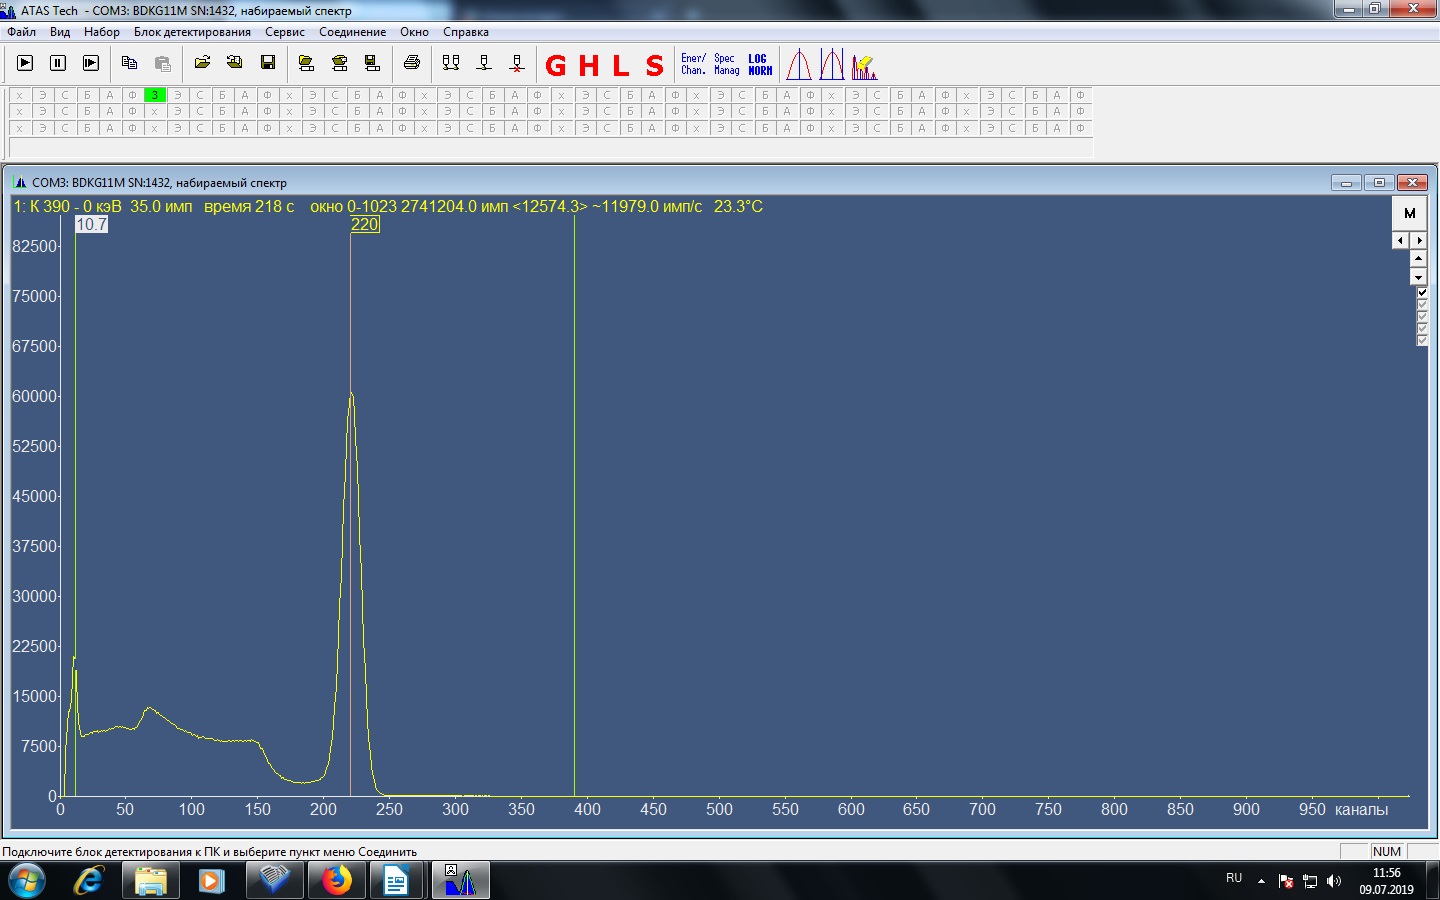 ATAS Tech - COM3: BDKG11M SN:1432, набираемый спектр
Файл Вид Набор Блок детектирования Сервис Соединение Окно Справка
G H L S Ener/ Chan. Spec Manag LOG NORM
х Э С Б А Ф 3 Э С Б А Ф х Э С Б А Ф х Э С Б А Ф х Э С Б А Ф х Э С Б А Ф х Э С Б А Ф х Э С Б А Ф
х Э С Б А Ф х Э С Б А Ф х Э С Б А Ф х Э С Б А Ф х Э С Б А Ф х Э С Б А Ф х Э С Б А Ф х Э С Б А Ф
х Э С Б А Ф х Э С Б А Ф х Э С Б А Ф х Э С Б А Ф х Э С Б А Ф х Э С Б А Ф х Э С Б А Ф х Э С Б А Ф
COM3: BDKG11M SN:1432, набираемый спектр
1: К 390 - 0 кэВ 35.0 имп время 218 с окно 0-1023 2741204.0 имп <12574.3> ~11979.0 имп/с 23.3°C
M
10.7 220
82500
75000
67500
60000
52500
45000
37500
30000
22500
15000
7500
0
0 50 100 150 200 250 300 350 400 450 500 550 600 650 700 750 800 850 900 950 каналы
Подключите блок детектирования к ПК и выберите пункт меню Соединить
NUM
RU
11:56
09.07.2019